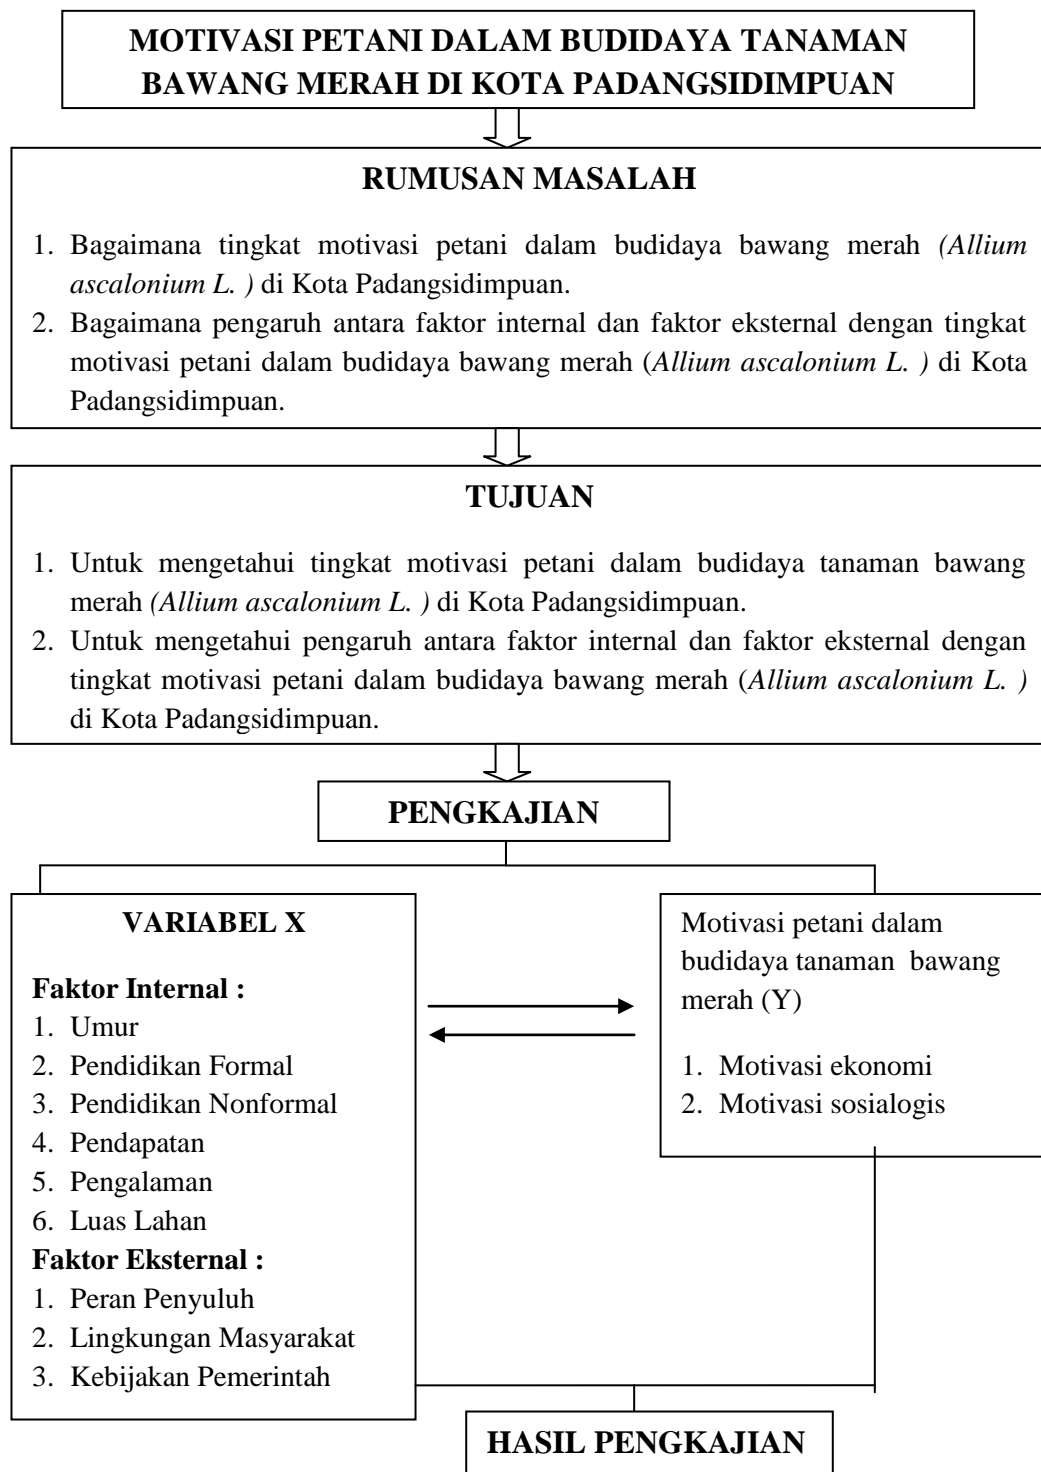 MOTIVASI PETANI DALAM BUDIDAYA TANAMAN
BAWANG MERAH DI KOTA PADANGSIDIMPUAN
RUMUSAN MASALAH
1. Bagaimana tingkat motivasi petani dalam budidaya bawang merah (Allium
ascalonium L. ) di Kota Padangsidimpuan.
2. Bagaimana pengaruh antara faktor internal dan faktor eksternal dengan tingkat
motivasi petani dalam budidaya bawang merah (Allium ascalonium L. ) di Kota
Padangsidimpuan.
TUJUAN
1. Untuk mengetahui tingkat motivasi petani dalam budidaya tanaman bawang
merah (Allium ascalonium L. ) di Kota Padangsidimpuan.
2. Untuk mengetahui pengaruh antara faktor internal dan faktor eksternal dengan
tingkat motivasi petani dalam budidaya bawang merah (Allium ascalonium L. )
di Kota Padangsidimpuan.
PENGKAJIAN
VARIABEL X
Faktor Internal :
1. Umur
2. Pendidikan Formal
3. Pendidikan Nonformal
4. Pendapatan
5. Pengalaman
6. Luas Lahan
Faktor Eksternal :
1. Peran Penyuluh
2. Lingkungan Masyarakat
3. Kebijakan Pemerintah
Motivasi petani dalam
budidaya tanaman bawang
merah (Y)
1. Motivasi ekonomi
2. Motivasi sosialogis
HASIL PENGKAJIAN